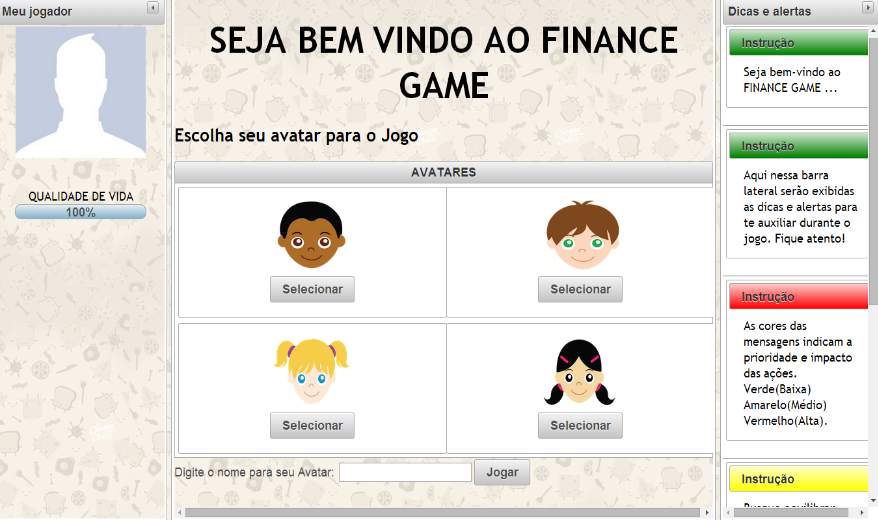 Meu jogador
QUALIDADE DE VIDA
100%
SEJA BEM VINDO AO FINANCE
GAME
Escolha seu avatar para o Jogo
AVATARES
Selecionar
Selecionar
Selecionar
Selecionar
Digite o nome para seu Avatar:
Jogar
Dicas e alertas
Instrução
Seja bem-vindo ao
FINANCE GAME ...
Instrução
Aqui nessa barra
lateral serão exibidas
as dicas e alertas para
te auxiliar durante o
jogo. Fique atento!
Instrução
As cores das
mensagens indicam a
prioridade e impacto
das ações.
Verde(Baixa)
Amarelo(Médio)
Vermelho(Alta).
Instrução